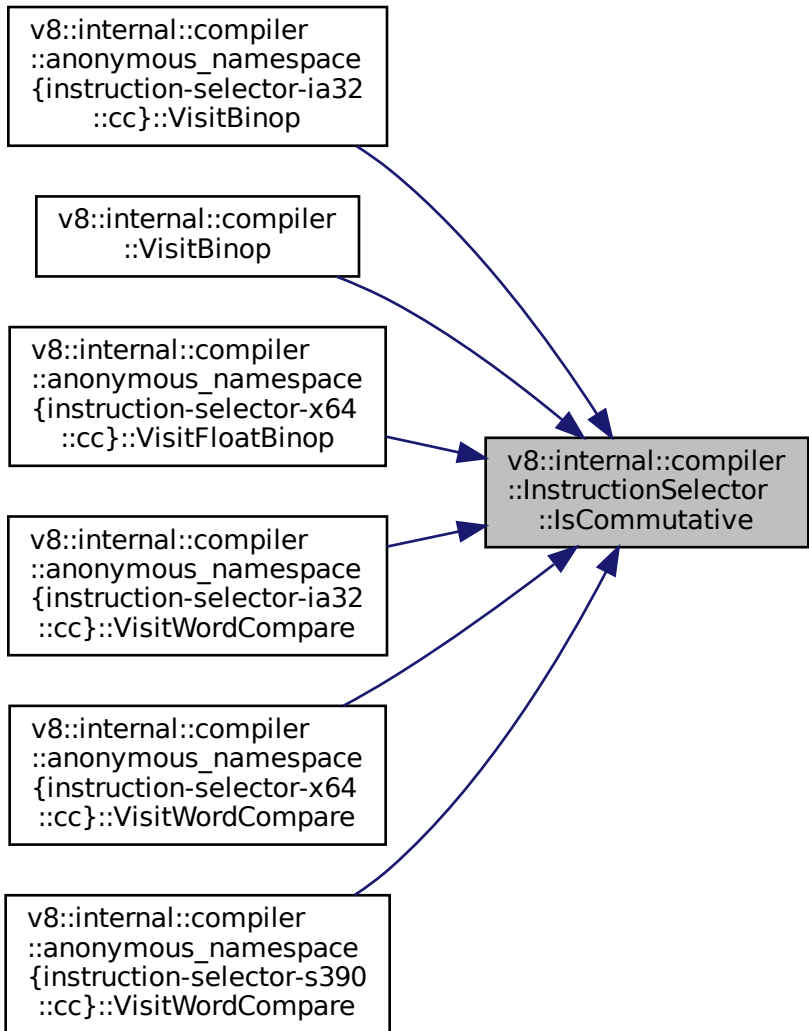 v8::internal::compiler
::anonymous_namespace
{instruction-selector-ia32
::cc}::VisitBinop
v8::internal::compiler
::VisitBinop
v8::internal::compiler
::anonymous_namespace
{instruction-selector-x64
::cc}::VisitFloatBinop
v8::internal::compiler
::InstructionSelector
::IsCommutative
v8::internal::compiler
::anonymous_namespace
{instruction-selector-ia32
::cc}::VisitWordCompare
v8::internal::compiler
::anonymous_namespace
{instruction-selector-x64
::cc}::VisitWordCompare
v8::internal::compiler
::anonymous_namespace
{instruction-selector-s390
::cc}::VisitWordCompare